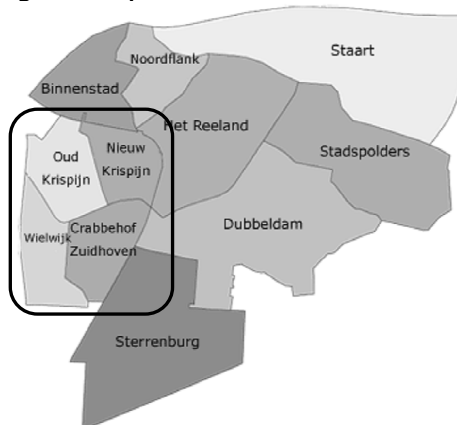 Staart
Noordflank
Binnenstad
Het Reeland
Stadspolders
Nieuw
Krispijn
Oud
Krispijn
Dubbeldam
Wielwijk
Crabbehof
Zuidhoven
Sterrenburg